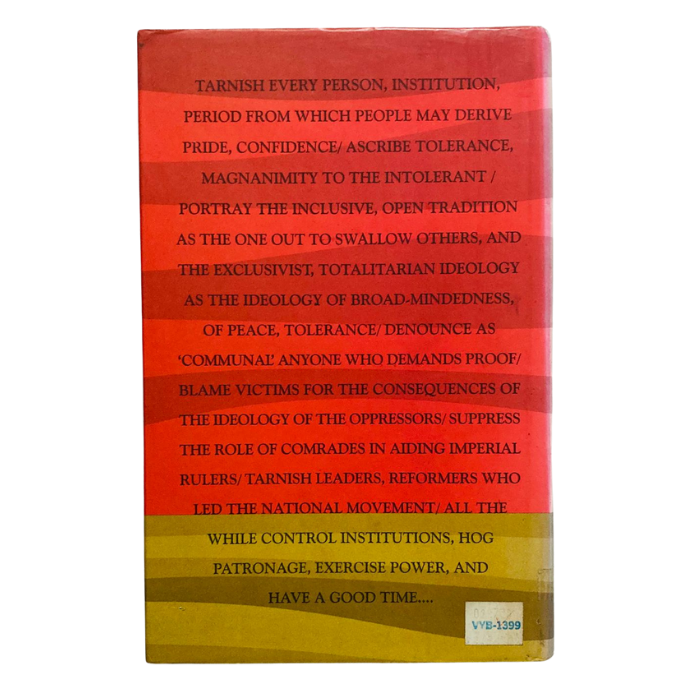 TARNISH EVERY PERSON, INSTITUTION,
PERIOD FROM WHICH PEOPLE MAY DERIVE
PRIDE, CONFIDENCE/ ASCRIBE TOLERANCE,
MAGNANIMITY TO THE INTOLERANT /
PORTRAY THE INCLUSIVE, OPEN TRADITION
AS THE ONE OUT TO SWALLOW OTHERS, AND
THE EXCLUSIVIST, TOTALITARIAN IDEOLOGY
AS THE IDEOLOGY OF BROAD-MINDEDNESS,
OF PEACE, TOLERANCE/ DENOUNCE AS
'COMMUNAL' ANYONE WHO DEMANDS PROOF/
BLAME VICTIMS FOR THE CONSEQUENCES OF
THE IDEOLOGY OF THE OPPRESSORS/ SUPPRESS
THE ROLE OF COMRADES IN AIDING IMPERIAL
RULERS/ TARNISH LEADERS, REFORMERS WHO
LED THE NATIONAL MOVEMENT/ ALL THE
WHILE CONTROL INSTITUTIONS, HOG
PATRONAGE, EXERCISE POWER, AND
HAVE A GOOD TIME....
VYB-1399